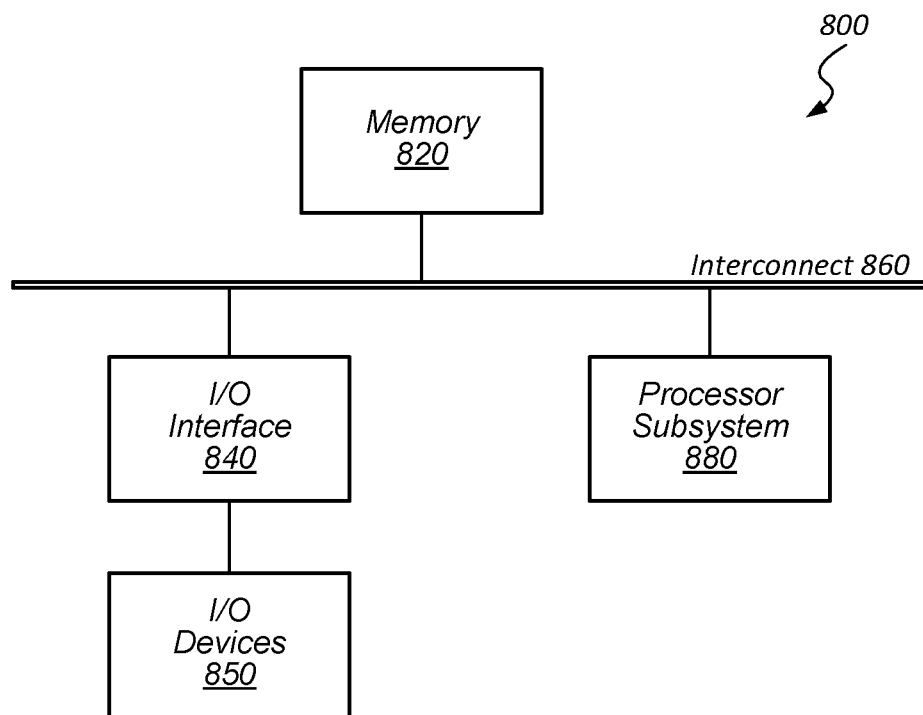 800
Memory
820
Interconnect 860
I/O
Interface
840
Processor
Subsystem
880
I/O
Devices
850